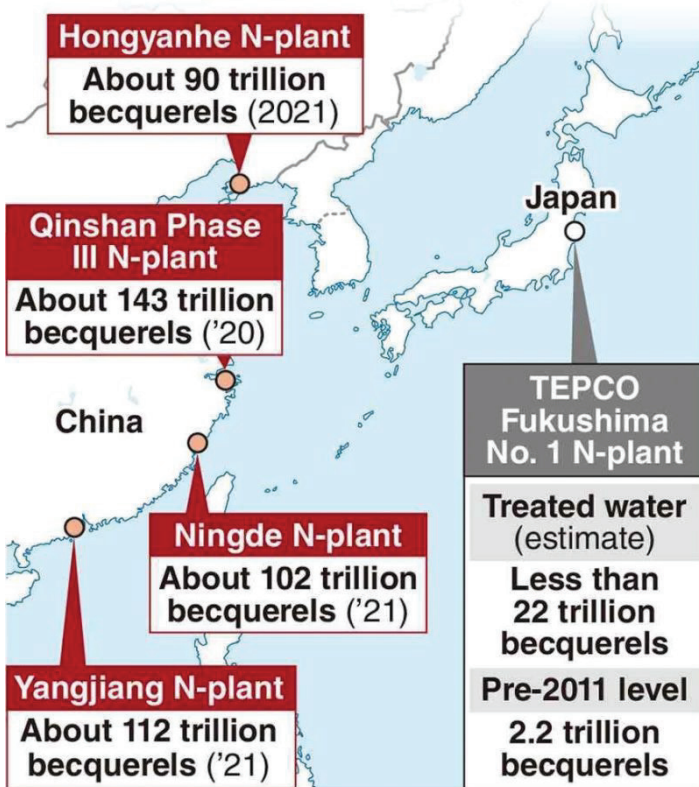 Hongyanhe N-plant
About 90 trillion
becquerels (2021)
Qinshan Phase
III N-plant
About 143 trillion
becquerels ('20)
China
Ningde N-plant
About 102 trillion
becquerels ('21)
Yangjiang N-plant
About 112 trillion
becquerels ('21)
Japan
TEPCO
Fukushima
No. 1 N-plant
Treated water
(estimate)
Less than
22 trillion
becquerels
Pre-2011 level
2.2 trillion
becquerels